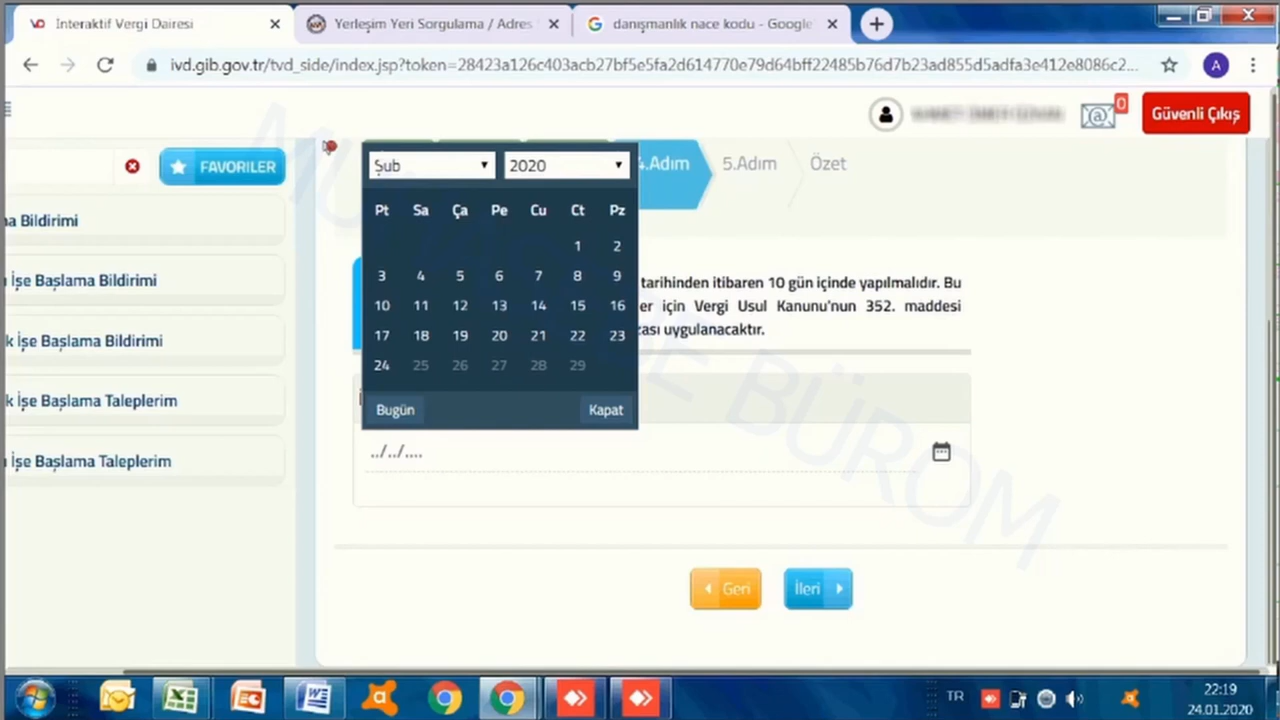 Interaktif Vergi Dairesi
Yerleşim Yeri Sorgulama / Adres
danışmanlık nace kodu - Google
ivd.gib.gov.tr/tvd_side/index.jsp?token=28423a126c403acb27bf5e5fa2d614770e79d64bff22485b76d7b23ad855d5adfa3e412e8086c2...
A
0
Güvenli Çıkış
FAVORILER
4.Adım
5.Adım
Özet
Şub
2020
Pt Sa Ça Pe Cu Ct Pz
1 2
3 4 5 6 7 8 9
10 11 12 13 14 15 16
17 18 19 20 21 22 23
24 25 26 27 28 29
Bugün
Kapat
na Bildirimi
İşe Başlama Bildirimi
k İşe Başlama Bildirimi
k İşe Başlama Taleplerim
İşe Başlama Taleplerim
tarihinden itibaren 10 gün içinde yapılmalıdır. Bu
er için Vergi Usul Kanunu'nun 352. maddesi
zası uygulanacaktır.
../../....
Geri
İleri
BÜROM
TR
22:19
24.01.2020